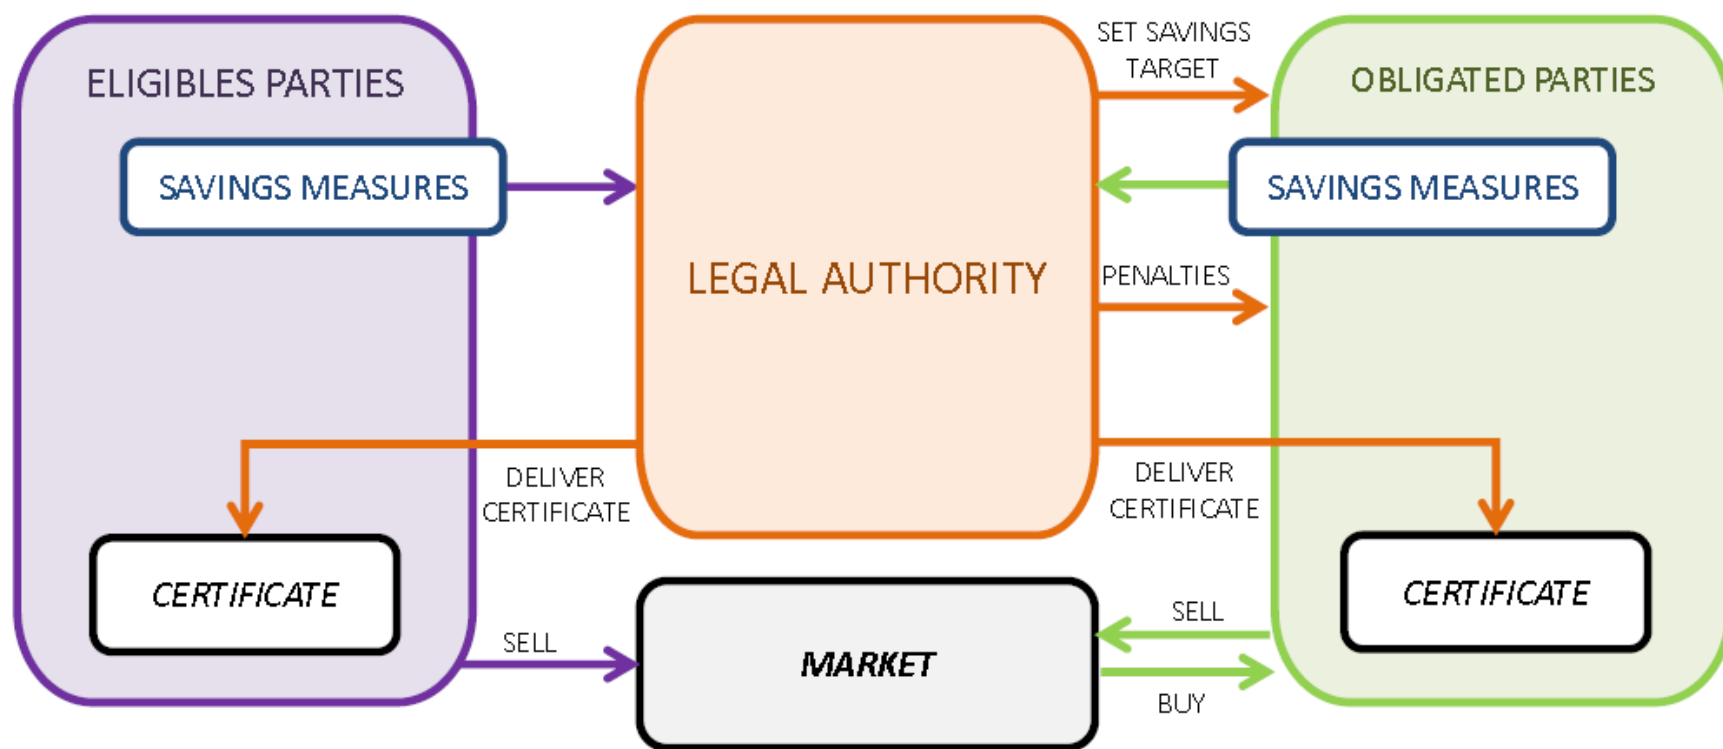 ELIGIBLES PARTIES
SAVINGS MEASURES
CERTIFICATE
DELIVER
CERTIFICATE
SELL
LEGAL AUTHORITY
MARKET
SET SAVINGS
TARGET
PENALTIES
DELIVER
CERTIFICATE
SELL
BUY
OBLIGATED PARTIES
SAVINGS MEASURES
CERTIFICATE